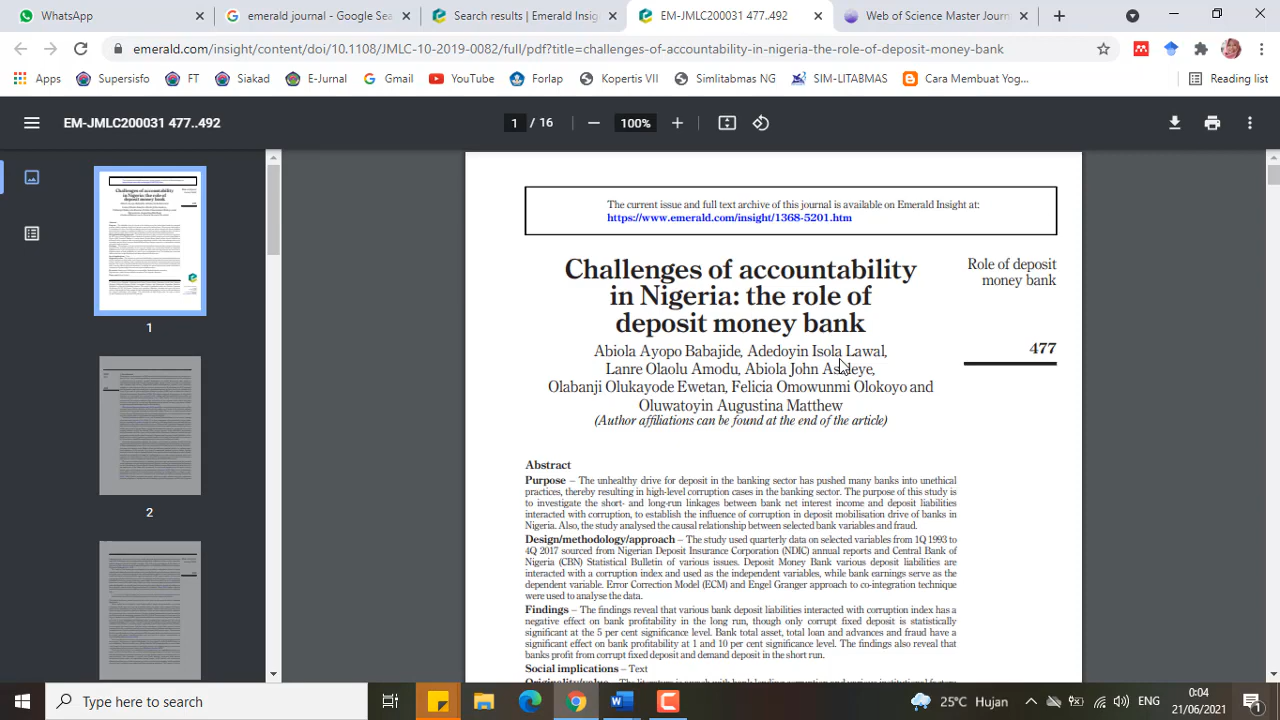 WhatsApp
emerald journal - Google Sea
Search results | Emerald Insig
EM-JMLC200031 477..492
Web of Science Master Journ
emerald.com/insight/content/doi/10.1108/JMLC-10-2019-0082/full/pdf?title=challenges-of-accountability-in-nigeria-the-role-of-deposit-money-bank
Apps
Supersisfo
FT
Siakad
E-Jurnal
Gmail
YouTube
Forlap
Kopertis VII
Simlitabmas NG
SIM-LITABMAS
Cara Membuat Yog...
Reading list
EM-JMLC200031 477..492
1 / 16
100%
1
2
The current issue and full text archive of this journal is available on Emerald Insight at:
https://www.emerald.com/insight/1368-5201.htm
Challenges of accountability
in Nigeria: the role of
deposit money bank
Role of deposit
money bank
477
Abiola Ayopo Babajide, Adedoyin Isola Lawal,
Lanre Olaolu Amodu, Abiola John
Olabanji Olukayode Ewetan, Felicia Omowunmi Olokoyo and
Oluwatoyin Augustina Matthew
(Author affiliations can be found at the end of the article)
Abstract
Purpose – The unhealthy drive for deposit in the banking sector has pushed many banks into unethical
practices, thereby resulting in high-level corruption cases in the banking sector. The purpose of this study is
to investigate the short- and long-run linkages between bank net interest income and deposit liabilities
interacted with corruption, to establish the influence of corruption in deposit mobilisation drive of banks in
Nigeria. Also, the study analysed the causal relationship between selected bank variables and fraud.
Design/methodology/approach – The study used quarterly data on selected variables from 1Q 1993 to
4Q 2017 sourced from Nigerian Deposit Insurance Corporation (NDIC) annual reports and Central Bank of
Nigeria (CBN) Statistical Bulletin of various issues. Deposit Money Bank various deposit liabilities are
interacted with a corruption index and used as the independent variables, while bank earnings serve as the
dependent variable. Error Correction Model (ECM) and Engel Granger approach to co-integration technique
were used to analyse the data.
Findings – The findings reveal that various bank deposit liabilities interacted with corruption index has a
negative effect on bank profitability in the long run, though only corrupt fixed deposit is statistically
significant at the 5 per cent significance level. Bank total asset, total loan and advances and fraud have a
significant effect on bank profitability at 1 and 10 per cent significance level. The findings also reveal that
banks profit from corrupt fixed deposit and demand deposit in the short run.
Social implications – Text
Type here to search
25°C Hujan
ENG
0:04
21/06/2021
1